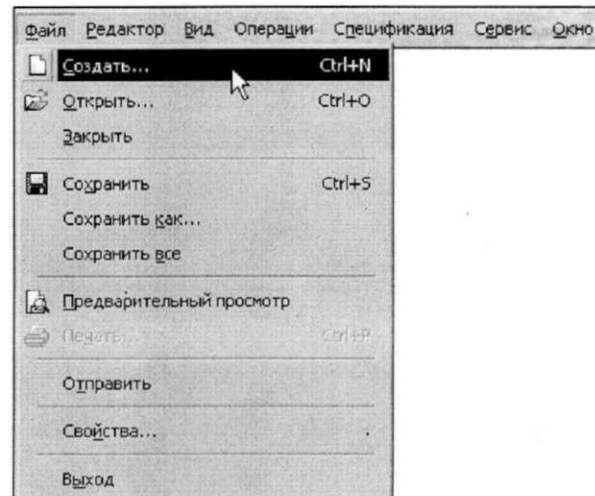 Файл Редактор Вид Операции Спецификация Сервис Окно
Создать... Ctrl+N
Открыть... Ctrl+O
Закрыть
Сохранить Ctrl+S
Сохранить как...
Сохранить все
Предварительный просмотр
Печать... Ctrl+P
Отправить
Свойства...
Выход